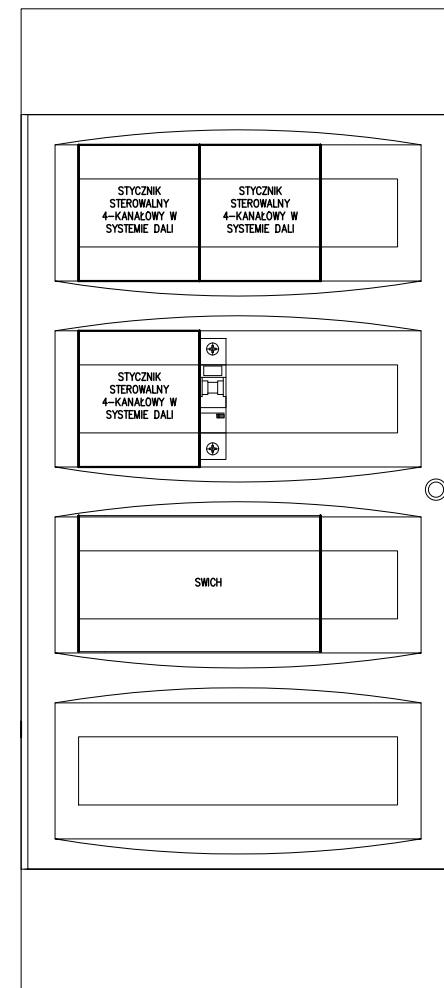 STYCZNIK
STEROWALNY
4-KANAŁOWY W
SYSTEMIE DALI
STYCZNIK
STEROWALNY
4-KANAŁOWY W
SYSTEMIE DALI
STYCZNIK
STEROWALNY
4-KANAŁOWY W
SYSTEMIE DALI
SWICH